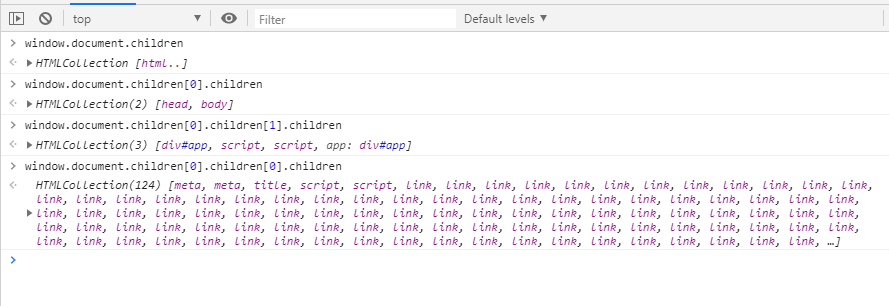 top
Filter
Default levels
window.document.children
HTMLCollection [html..]
window.document.children[0].children
HTMLCollection(2) [head, body]
window.document.children[0].children[1].children
HTMLCollection(3) [div#app, script, script, app: div#app]
window.document.children[0].children[0].children
HTMLCollection(124) [meta, meta, title, script, script, link, link, link, link, link, link, link, link, link, link, link, link,
link, link, link, link, link, link, link, link, link, link, link, link, link, link, link, link, link, link, link, link, link,
link, link, link, link, link, link, link, link, link, link, link, link, link, link, link, link, link, link, link, link, link,
link, link, link, link, link, link, link, link, link, link, link, link, link, link, link, link, link, link, link, link, link,
link, link, link, link, link, link, link, link, link, link, link, link, link, link, link, link, link, link, link, link, …]